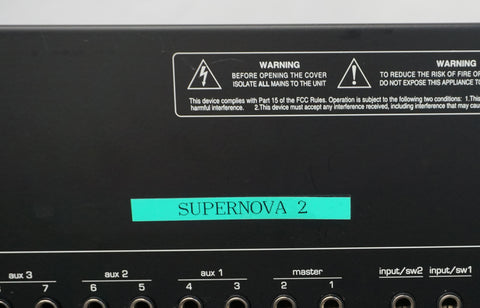 WARNING
BEFORE OPENING THE COVER
ISOLATE ALL MAINS TO THE UNIT
WARNING
TO REDUCE THE RISK OF FIRE OR
DO NOT EXPOSE THIS APPLIANCE T
This device complies with Part 15 of the FCC Rules. Operation is subject to the following two conditions: 1.This
harmful interference. 2.This device must accept any interference received, including interference that may cau
SUPERNOVA 2
aux 3 aux 2 aux 1 master input/sw2 input/sw1
7 6 5 4 3 2 1